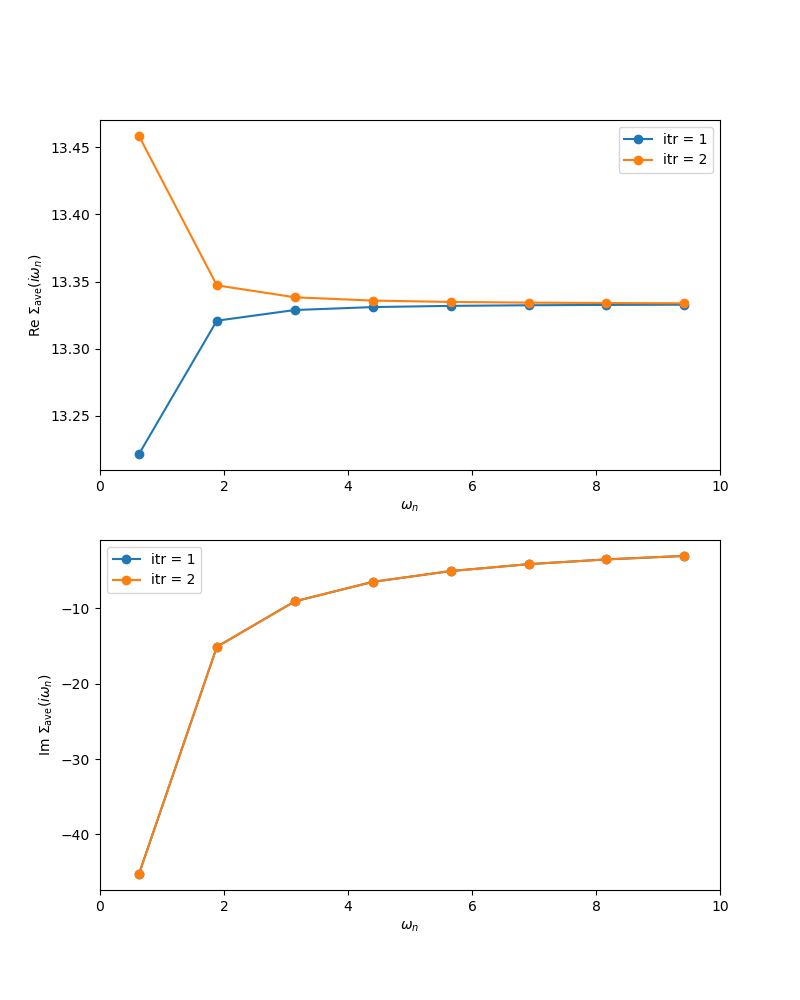 itr = 1
itr = 2
13.45
13.40
13.35
13.30
13.25
Re Σave(iωn)
0 2 4 6 8 10
ωn
itr = 1
itr = 2
−10
−20
−30
−40
Im Σave(iωn)
0 2 4 6 8 10
ωn